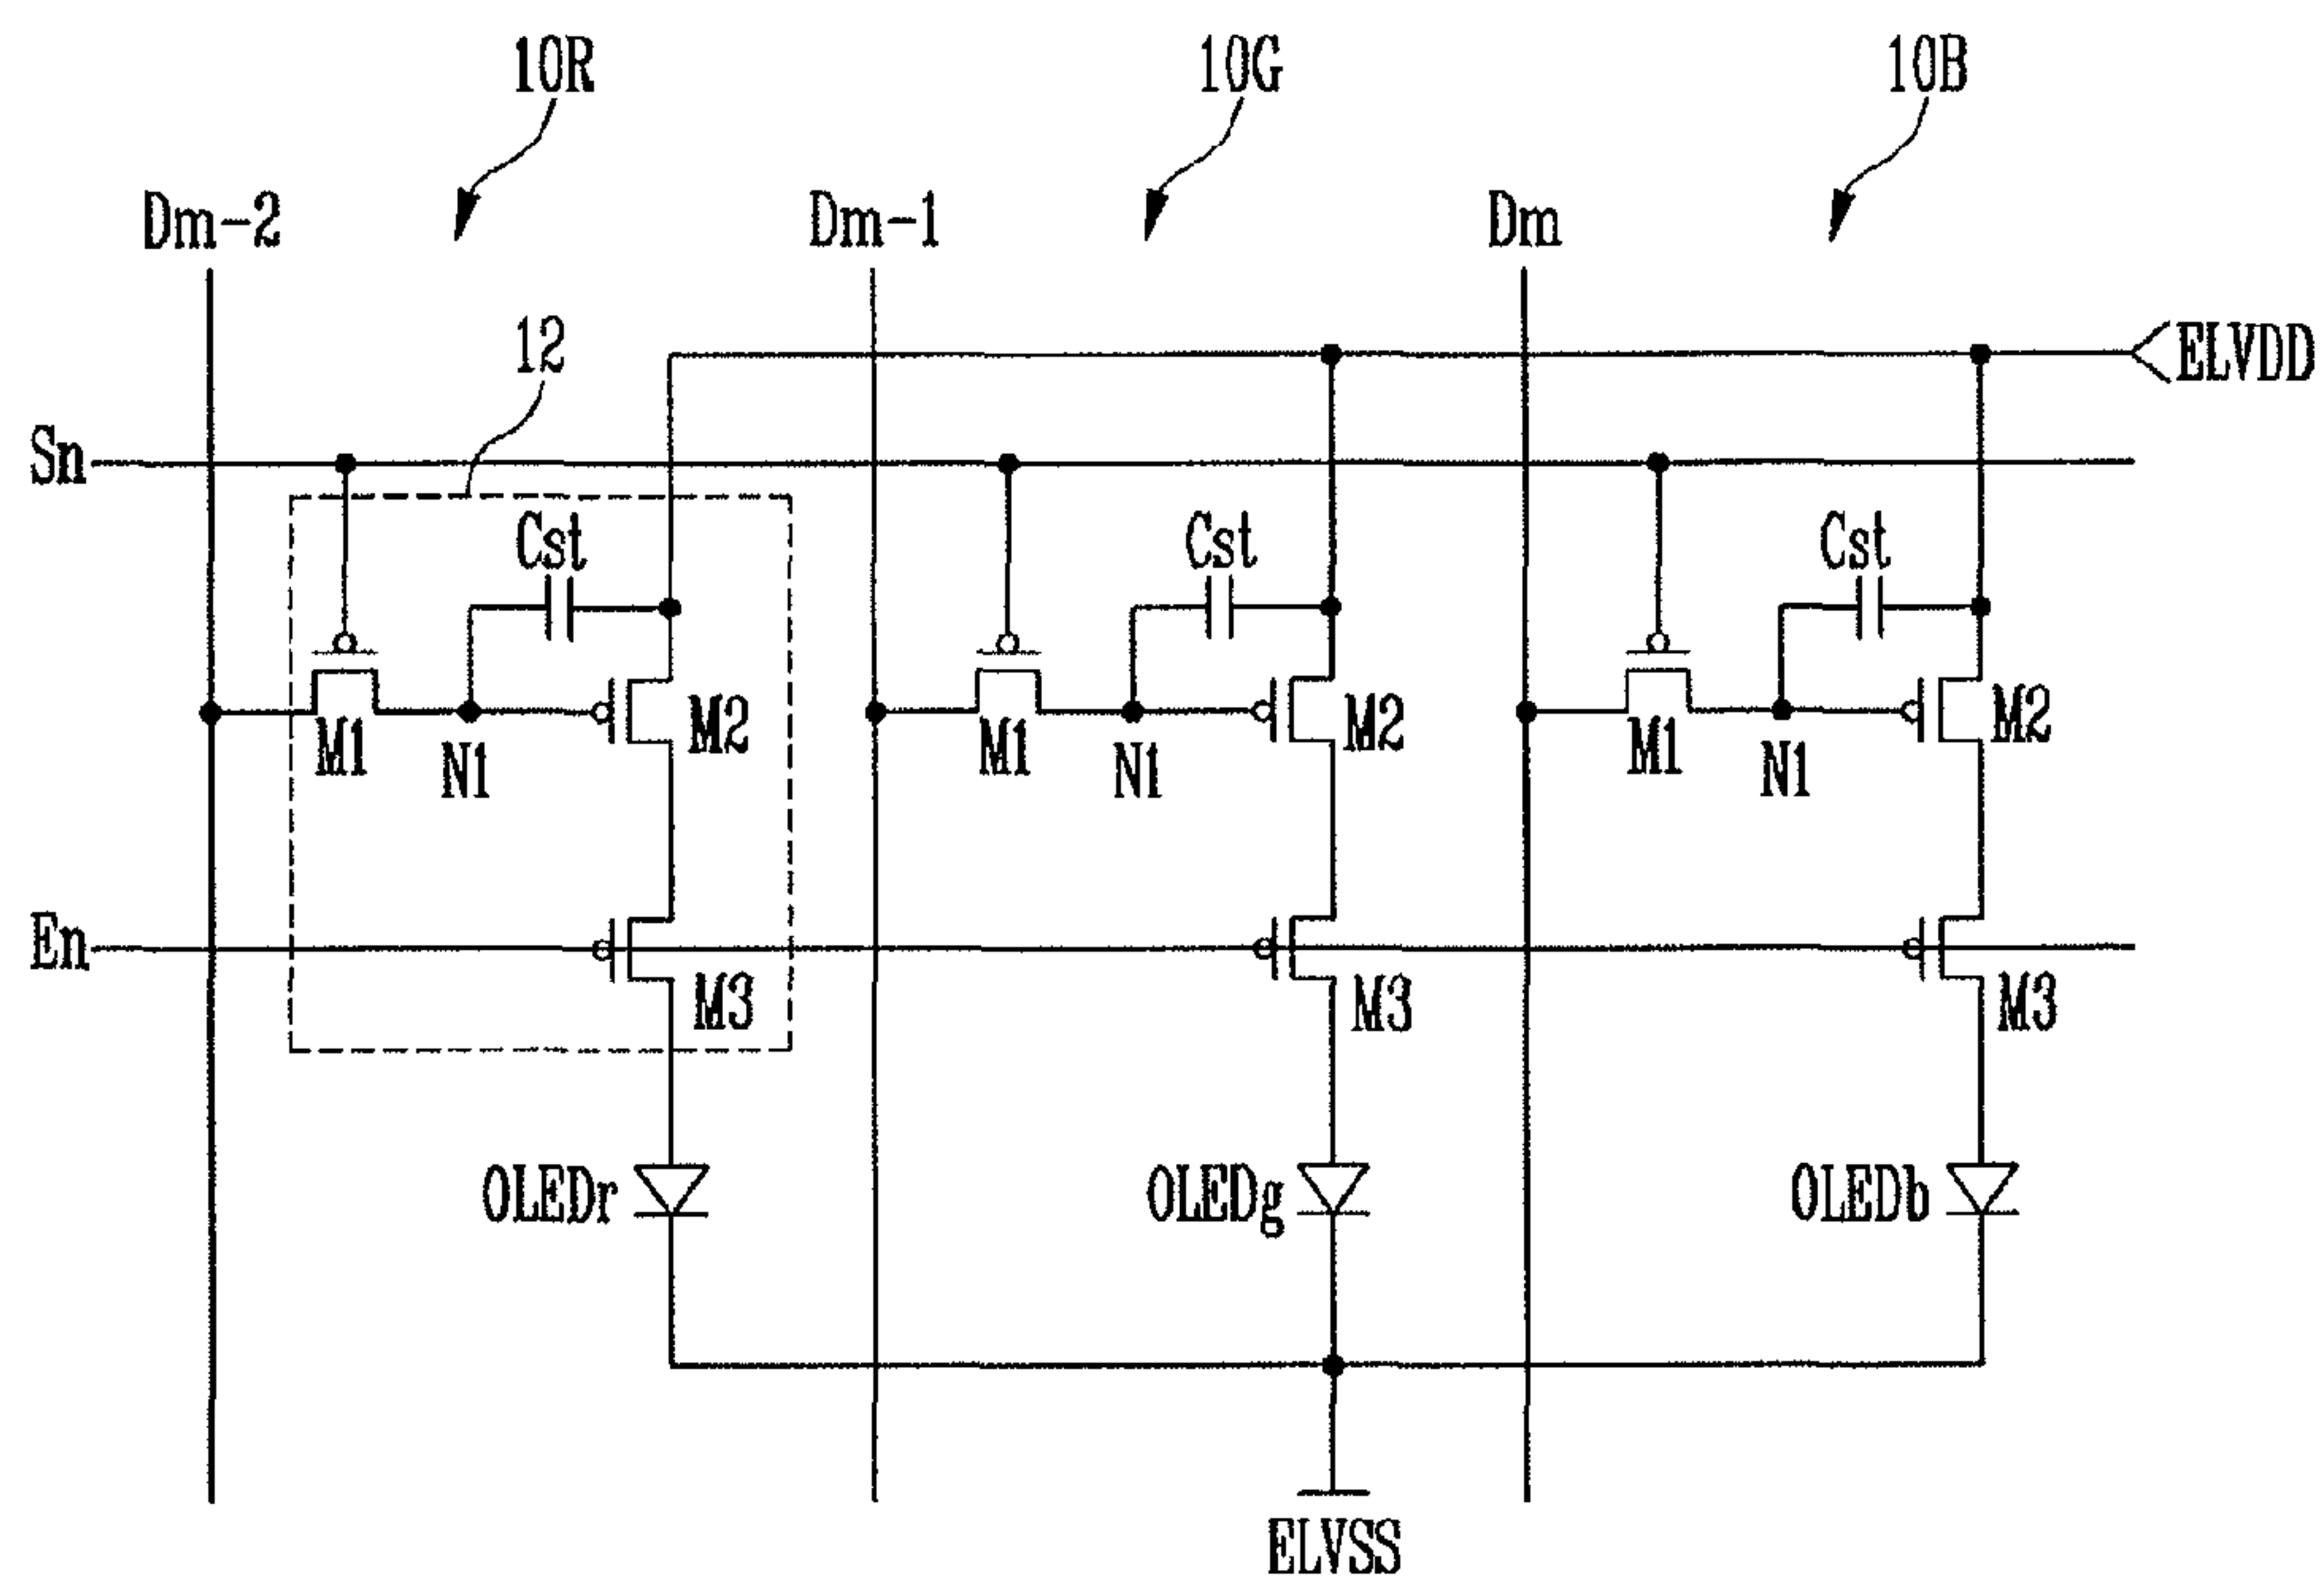 10R 10G 10B
Dm-2 Dm-1 Dm
12
ELVDD
Sn
Cst Cst Cst
M1 N1 M2 M1 N1 M2 M1 N1 M2
En
M3 M3 M3
OLEDr OLEDg OLEDb
ELVSS